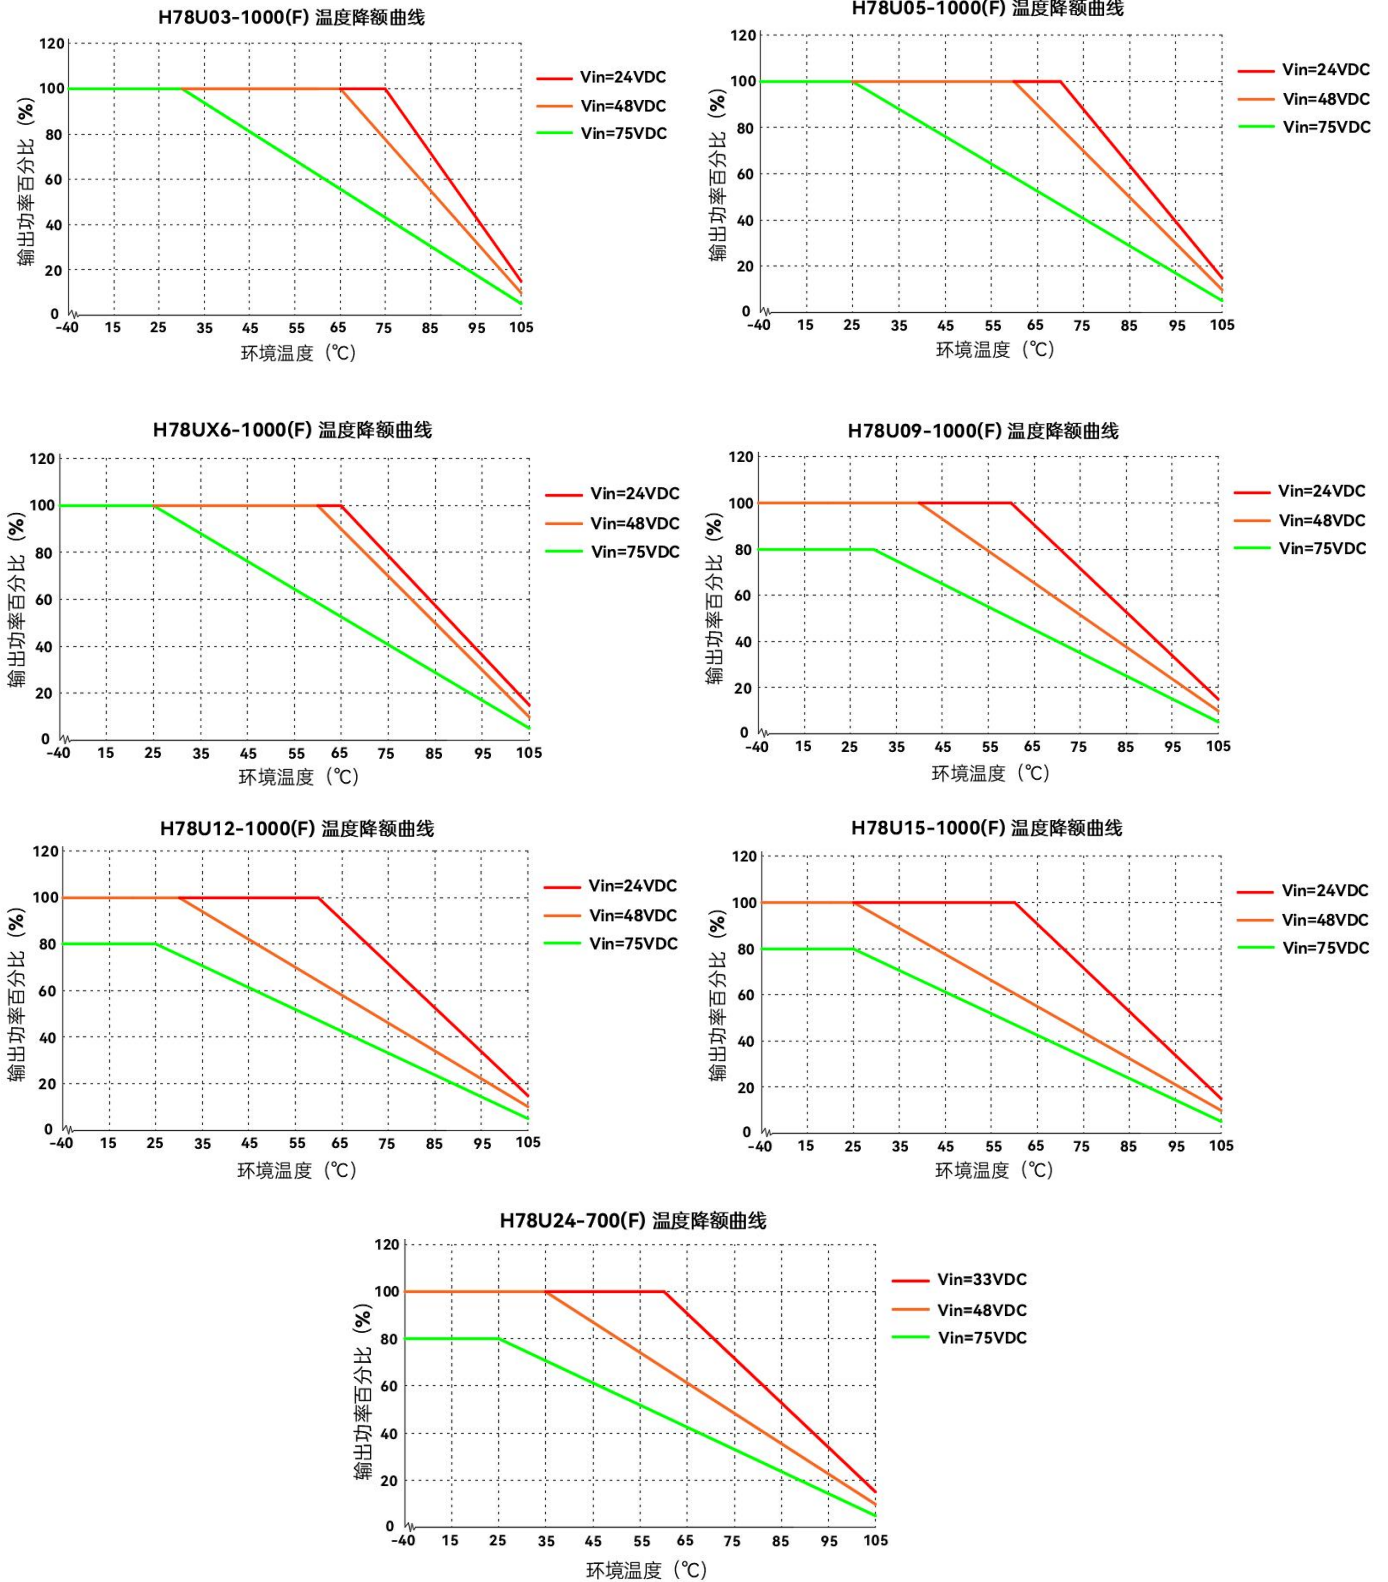 H78U03-1000(F) 温度降额曲线
120
100
80
60
40
20
0
输出功率百分比（%）
-40 15 25 35 45 55 65 75 85 95 105
环境温度（℃）
Vin=24VDC
Vin=48VDC
Vin=75VDC
H78U05-1000(F) 温度降额曲线
120
100
80
60
40
20
0
输出功率百分比（%）
-40 15 25 35 45 55 65 75 85 95 105
环境温度（℃）
Vin=24VDC
Vin=48VDC
Vin=75VDC
H78UX6-1000(F) 温度降额曲线
120
100
80
60
40
20
0
输出功率百分比（%）
-40 15 25 35 45 55 65 75 85 95 105
环境温度（℃）
Vin=24VDC
Vin=48VDC
Vin=75VDC
H78U09-1000(F) 温度降额曲线
120
100
80
60
40
20
0
输出功率百分比（%）
-40 15 25 35 45 55 65 75 85 95 105
环境温度（℃）
Vin=24VDC
Vin=48VDC
Vin=75VDC
H78U12-1000(F) 温度降额曲线
120
100
80
60
40
20
0
输出功率百分比（%）
-40 15 25 35 45 55 65 75 85 95 105
环境温度（℃）
Vin=24VDC
Vin=48VDC
Vin=75VDC
H78U15-1000(F) 温度降额曲线
120
100
80
60
40
20
0
输出功率百分比（%）
-40 15 25 35 45 55 65 75 85 95 105
环境温度（℃）
Vin=24VDC
Vin=48VDC
Vin=75VDC
H78U24-700(F) 温度降额曲线
120
100
80
60
40
20
0
输出功率百分比（%）
-40 15 25 35 45 55 65 75 85 95 105
环境温度（℃）
Vin=33VDC
Vin=48VDC
Vin=75VDC